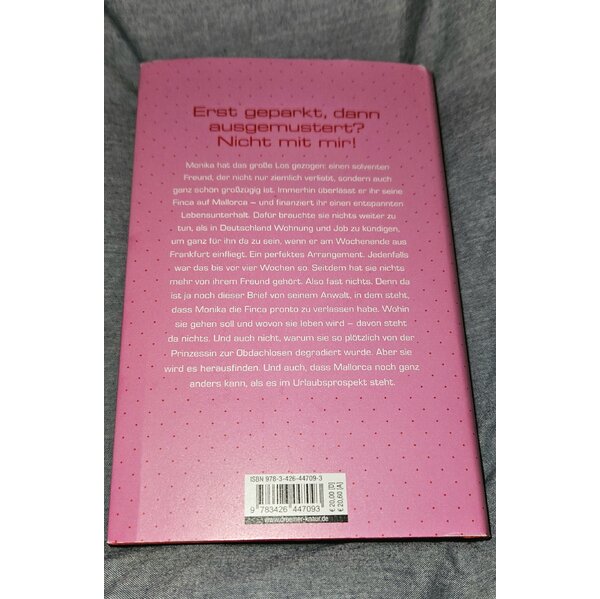 Erst geparkt, dann
ausgemustert?
Nicht mit mir!
Monika hat das große Los gezogen: einen solventen
Freund, der nicht nur ziemlich verliebt, sondern auch
ganz schön großzügig ist. Immerhin überlässt er ihr seine
Finca auf Mallorca – und finanziert ihr einen entspannten
Lebensunterhalt. Dafür brauchte sie nichts weiter zu
tun, als in Deutschland Wohnung und Job zu kündigen,
um ganz für ihn da zu sein, wenn er am Wochenende aus
Frankfurt einfliegt. Ein perfektes Arrangement. Jedenfalls
war das bis vor vier Wochen so. Seitdem hat sie nichts
mehr von ihrem Freund gehört. Also fast nichts. Denn da
ist ja noch dieser Brief von seinem Anwalt, in dem steht,
dass Monika die Finca pronto zu verlassen habe. Wohin
sie gehen soll und wovon sie leben wird – davon steht
da nichts. Und auch nicht, warum sie so plötzlich von der
Prinzessin zur Obdachlosen degradiert wurde. Aber sie
wird es herausfinden. Und auch, dass Mallorca noch ganz
anders kann, als es im Urlaubsprospekt steht.
ISBN 978-3-426-44709-3
9 783426 447093
€ 20,00 [D]
€ 20,60 [A]
www.droemer-knaur.de